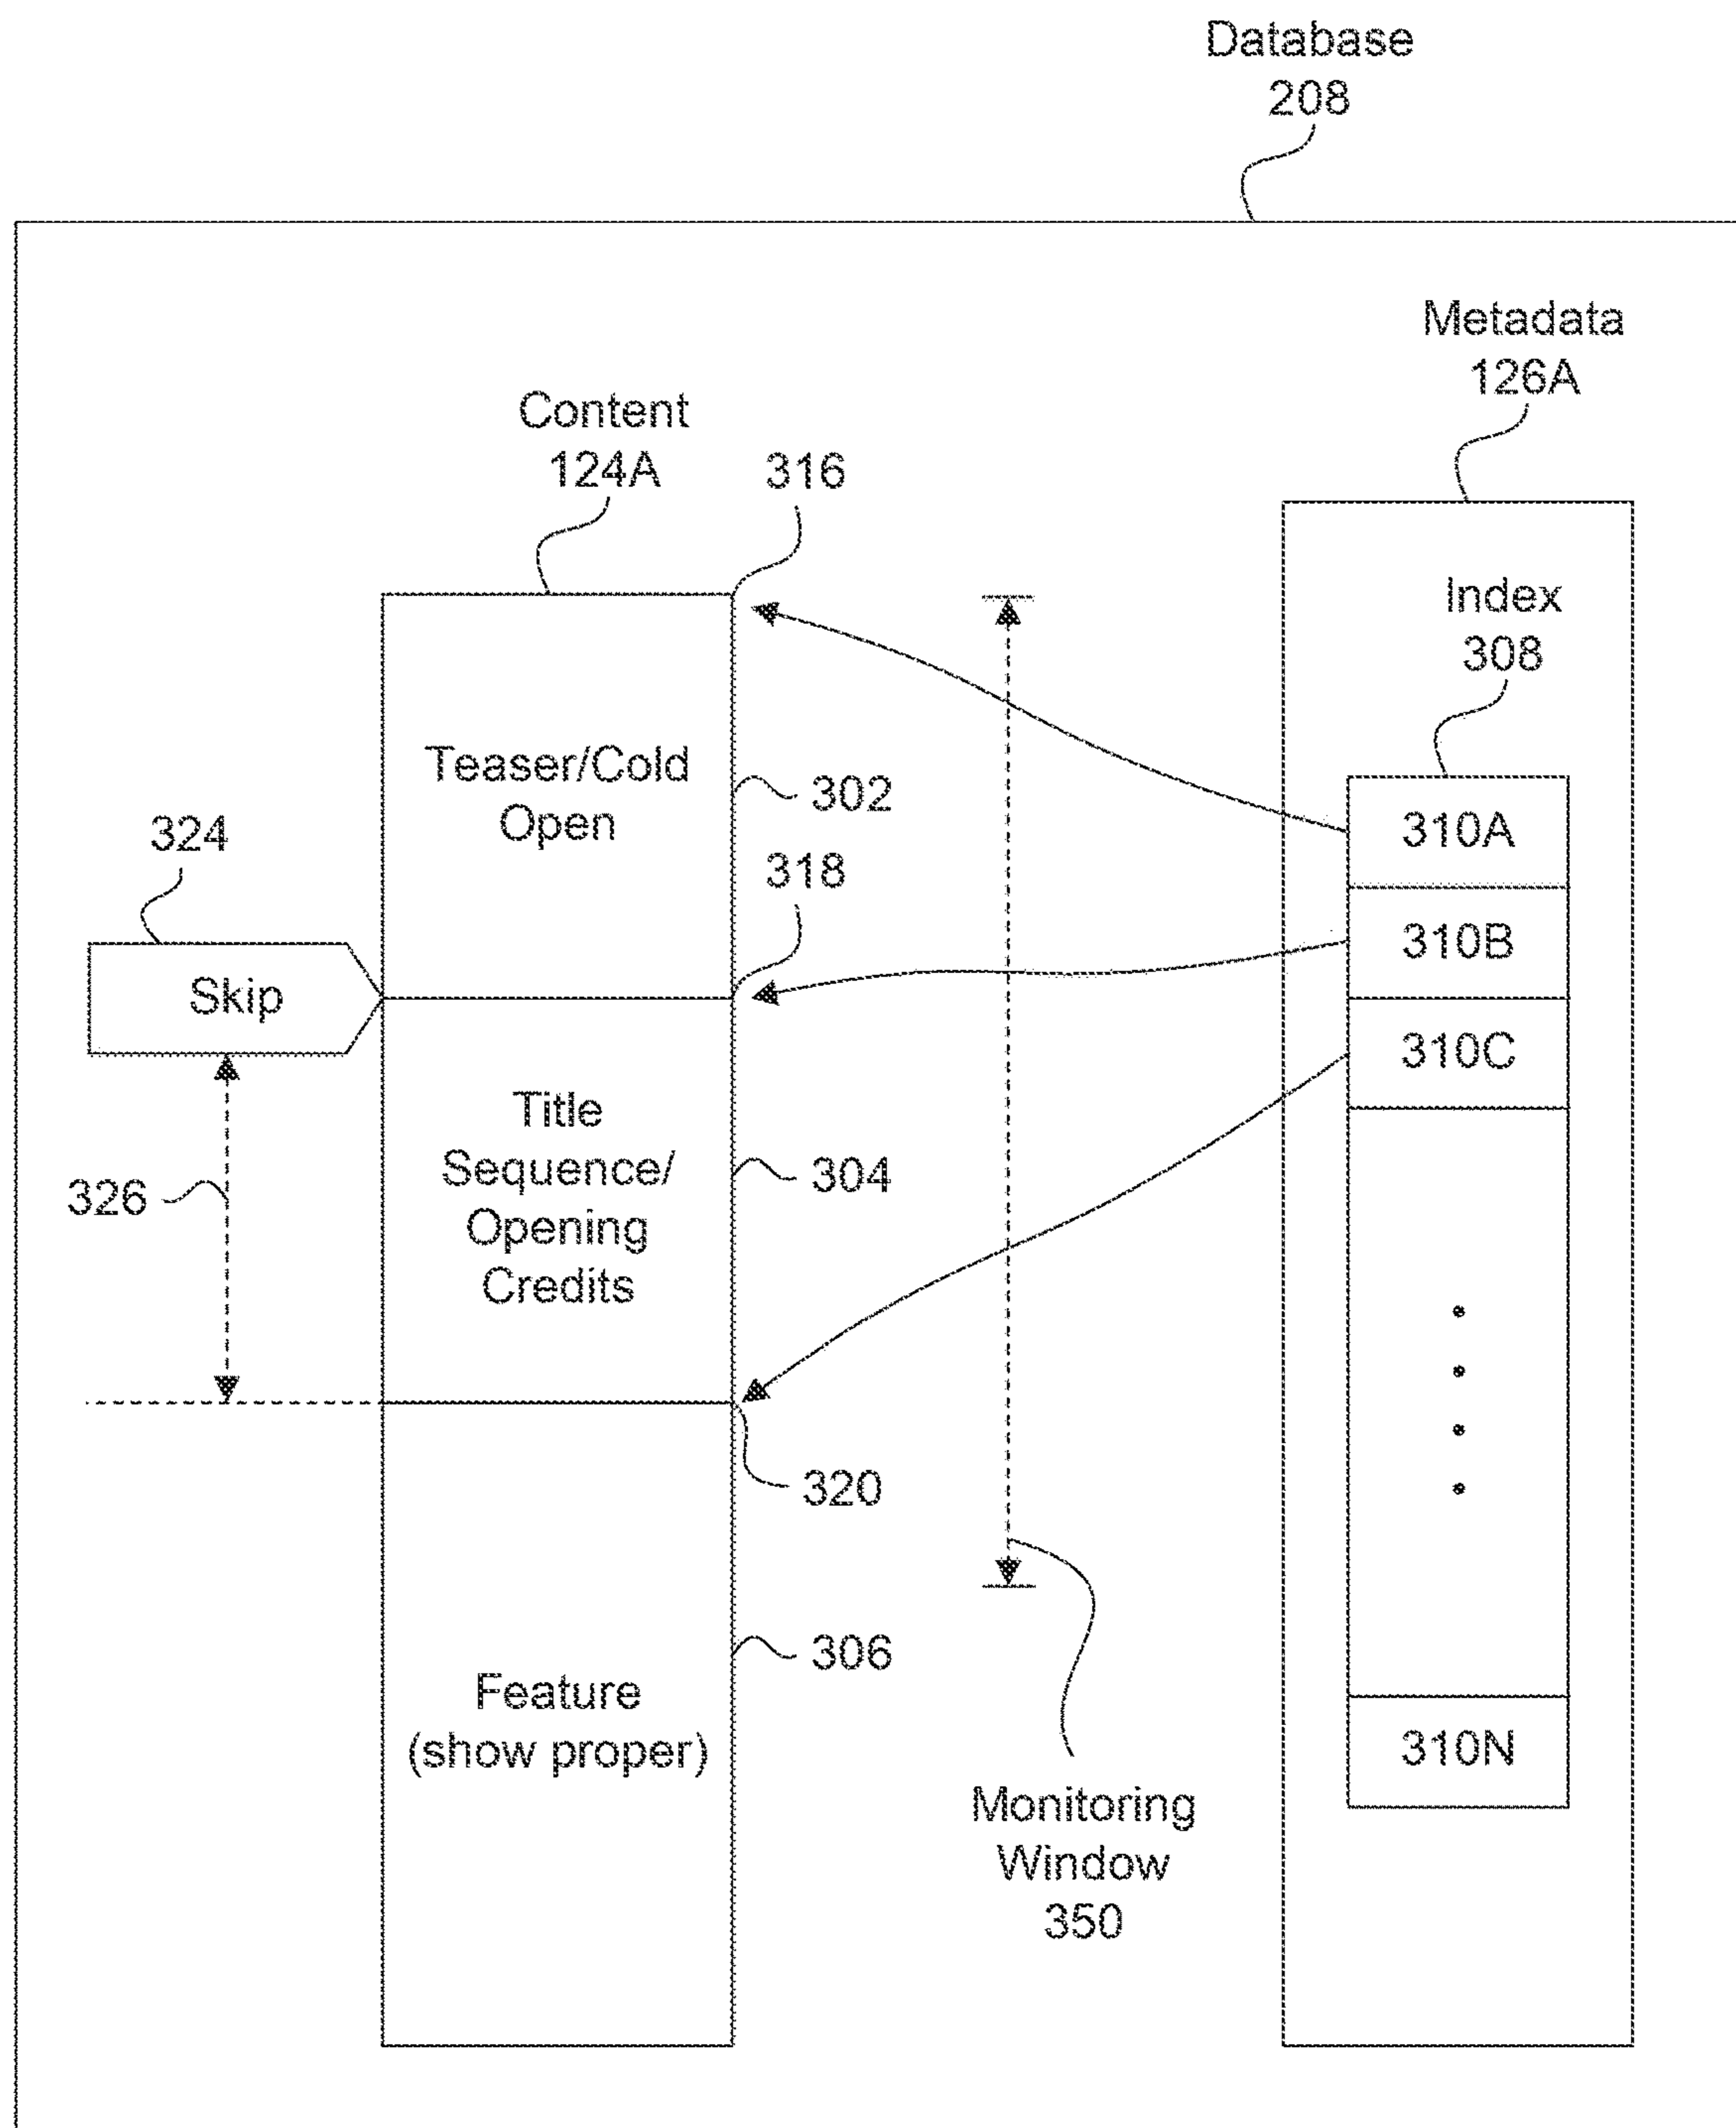 Database
208
Metadata
126A
Content
124A
316
Index
308
Teaser/Cold
Open
302
310A
324
318
Skip
310B
310C
Title
Sequence/
Opening
Credits
304
326
320
Feature
(show proper)
306
310N
Monitoring
Window
350